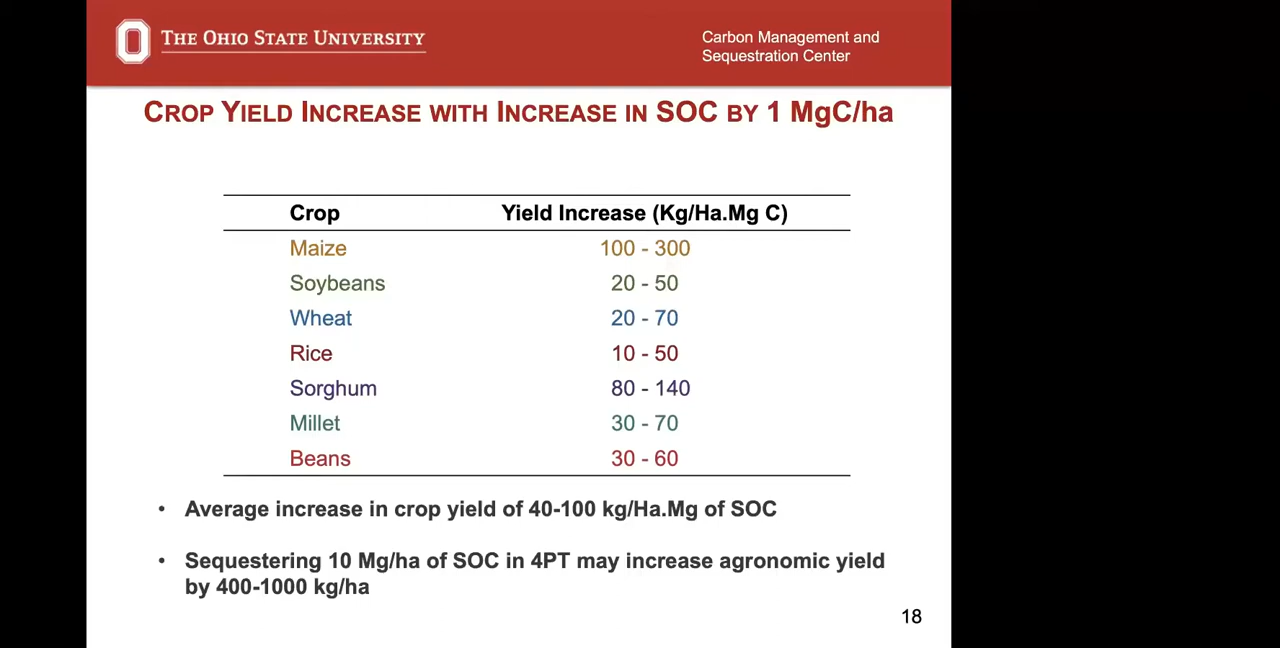 THE OHIO STATE UNIVERSITY
Carbon Management and
Sequestration Center
CROP YIELD INCREASE WITH INCREASE IN SOC BY 1 MgC/ha
Crop Yield Increase (Kg/Ha.Mg C)
Maize 100 - 300
Soybeans 20 - 50
Wheat 20 - 70
Rice 10 - 50
Sorghum 80 - 140
Millet 30 - 70
Beans 30 - 60
• Average increase in crop yield of 40-100 kg/Ha.Mg of SOC
• Sequestering 10 Mg/ha of SOC in 4PT may increase agronomic yield
by 400-1000 kg/ha
18